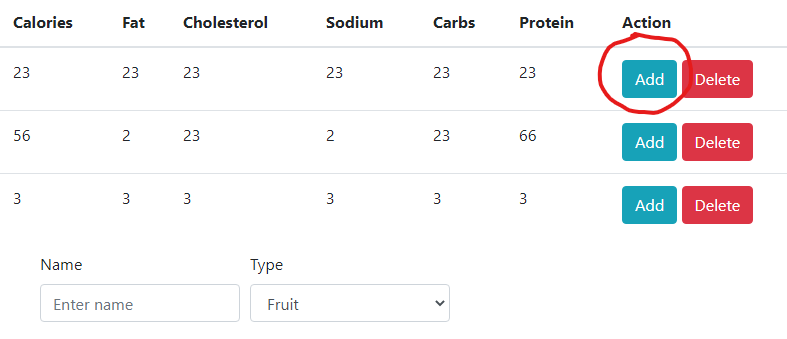 Calories Fat Cholesterol Sodium Carbs Protein Action
23 23 23 23 23 23 Add Delete
56 2 23 2 23 66 Add Delete
3 3 3 3 3 3 Add Delete
Name Type
Enter name Fruit